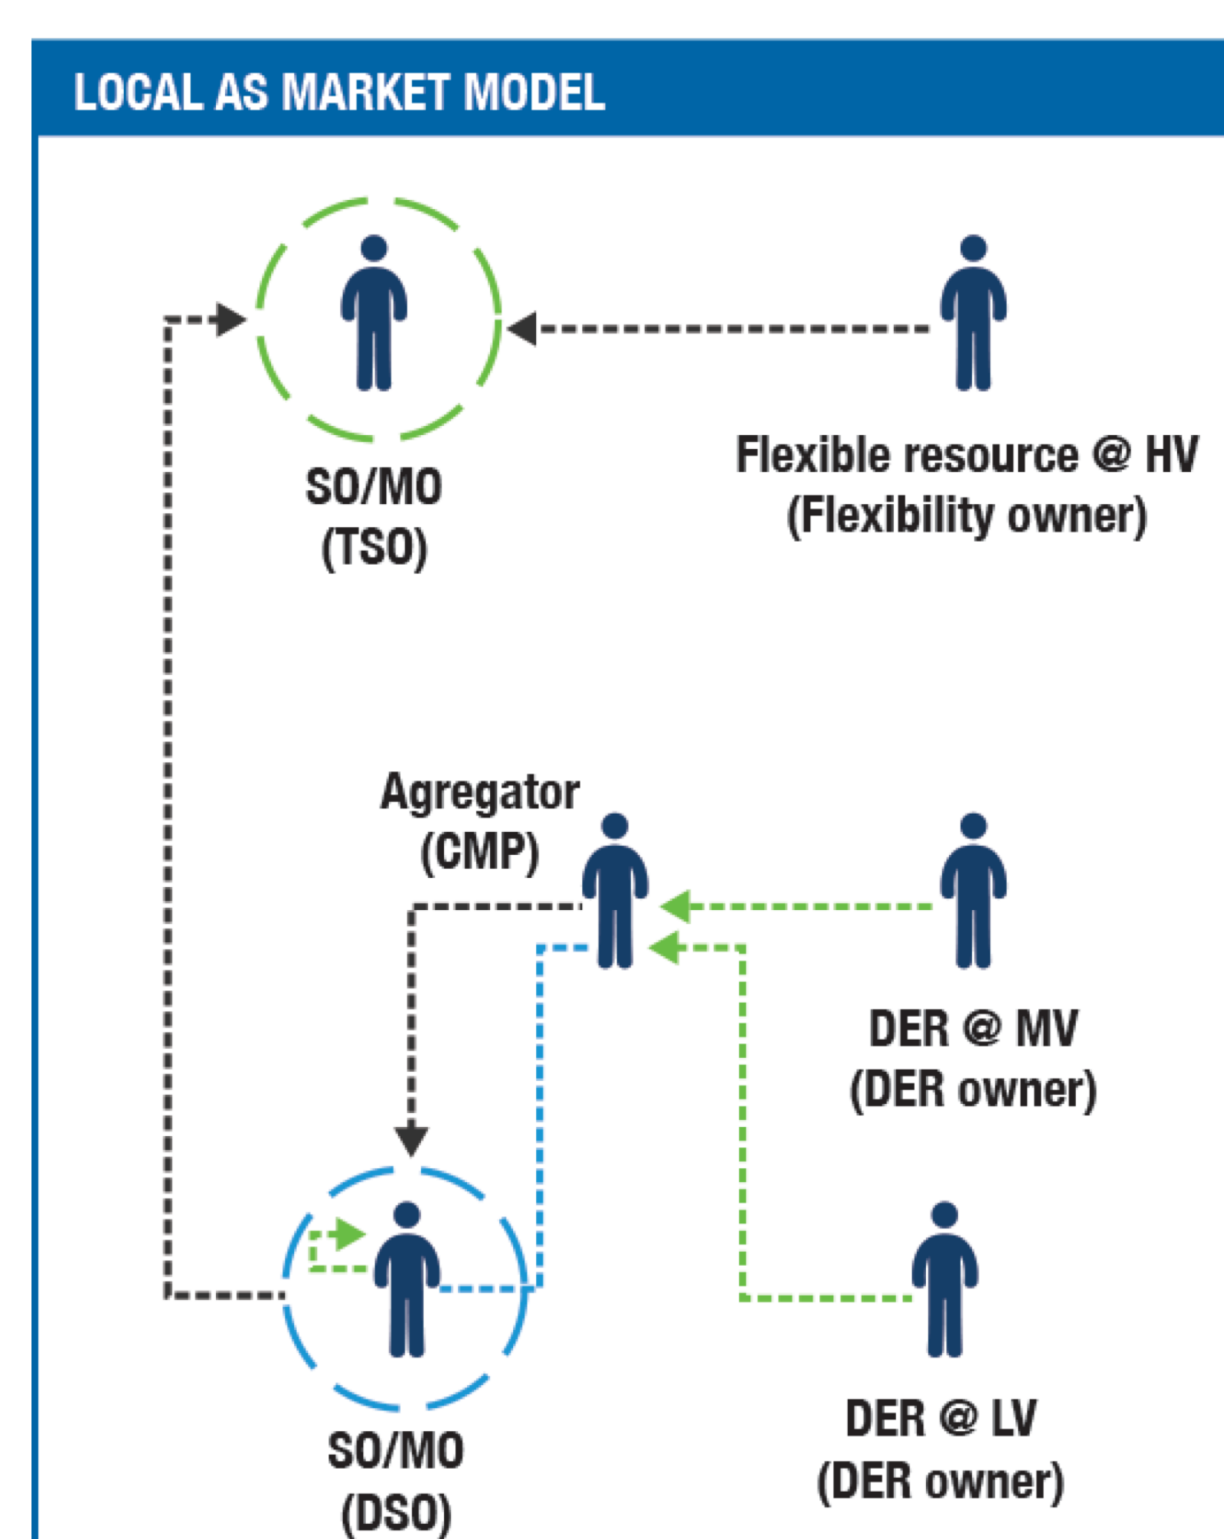 LOCAL AS MARKET MODEL
SO/MO
(TSO)
Flexible resource @ HV
(Flexibility owner)
Agregator
(CMP)
DER @ MV
(DER owner)
SO/MO
(DSO)
DER @ LV
(DER owner)